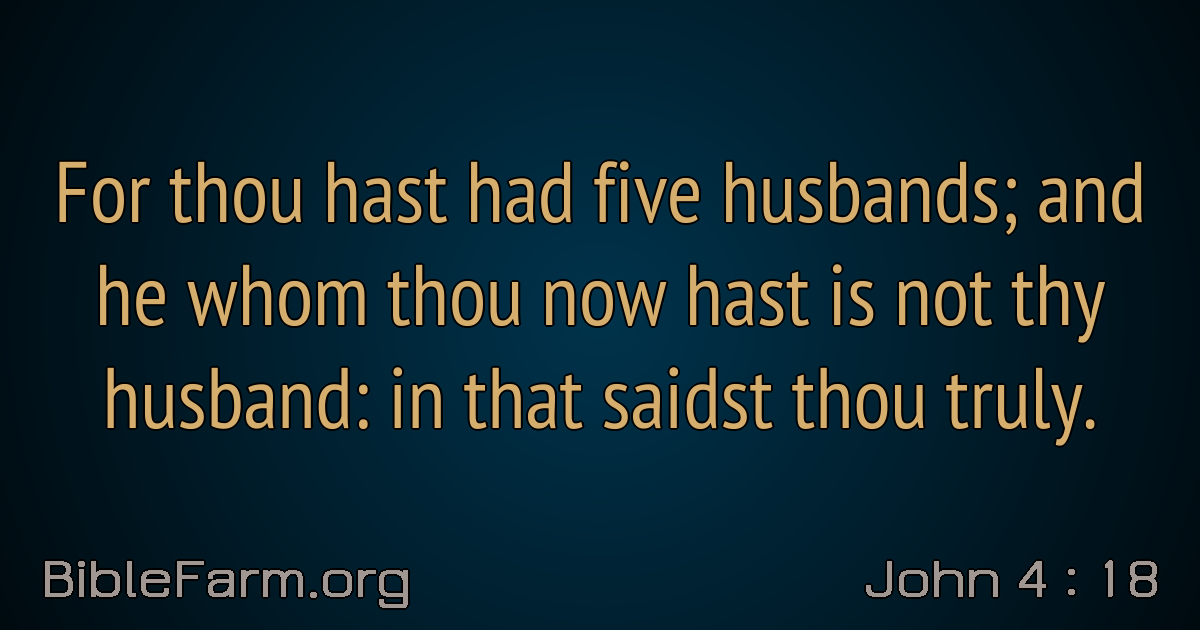 For thou hast had five husbands; and
he whom thou now hast is not thy
husband: in that saidst thou truly.
BibleFarm.org
John 4 : 18